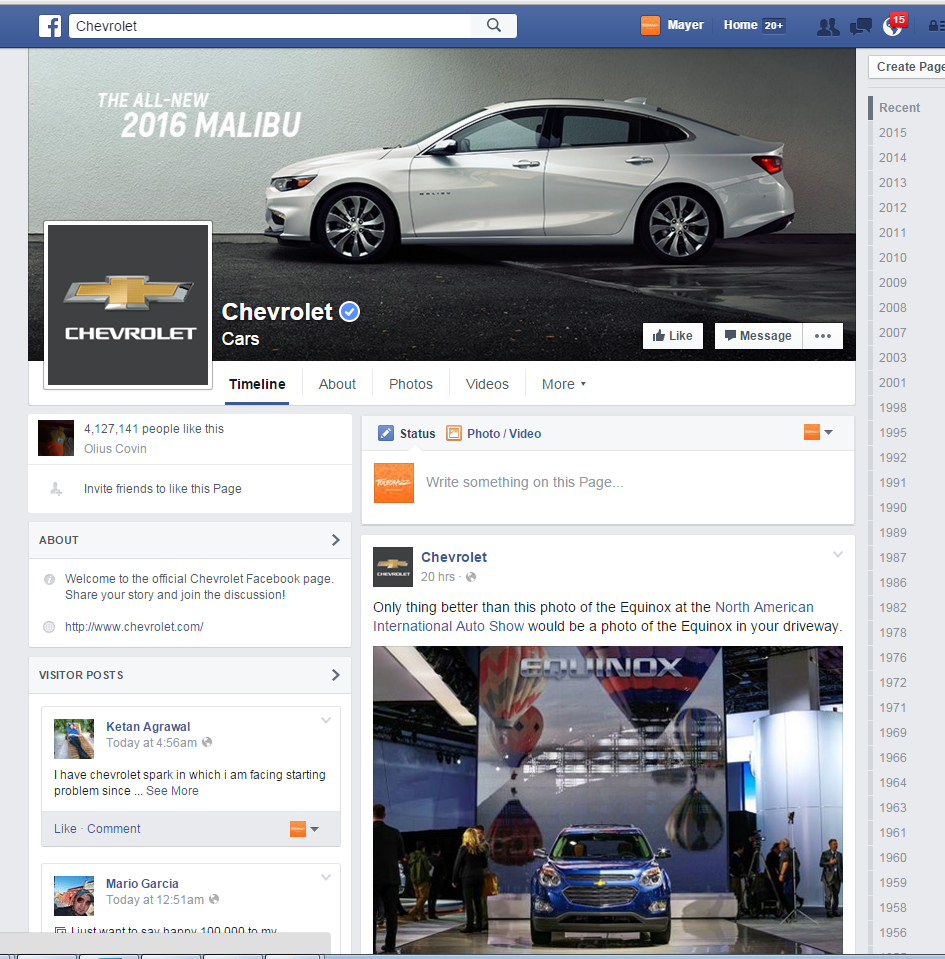 Chevrolet
Mayer
Home 20+
15
Create Page
THE ALL-NEW
2016 MALIBU
MALIBU
CHEVROLET
Chevrolet
Cars
Like
Message
Timeline
About
Photos
Videos
More
4,127,141 people like this
Olius Covin
Invite friends to like this Page
ABOUT
Welcome to the official Chevrolet Facebook page.
Share your story and join the discussion!
http://www.chevrolet.com/
VISITOR POSTS
Ketan Agrawal
Today at 4:56am
I have chevrolet spark in which i am facing starting
problem since ... See More
Like · Comment
Mario Garcia
Today at 12:51am
I just want to say happy 100,000 to my
Status
Photo / Video
Write something on this Page...
CHEVROLET
Chevrolet
20 hrs ·
Only thing better than this photo of the Equinox at the North American
International Auto Show would be a photo of the Equinox in your driveway.
EQUINOX
Recent
2015
2014
2013
2012
2011
2010
2009
2008
2007
2003
2001
1998
1995
1992
1991
1990
1989
1987
1986
1982
1978
1976
1972
1971
1969
1966
1964
1963
1961
1960
1959
1958
1956